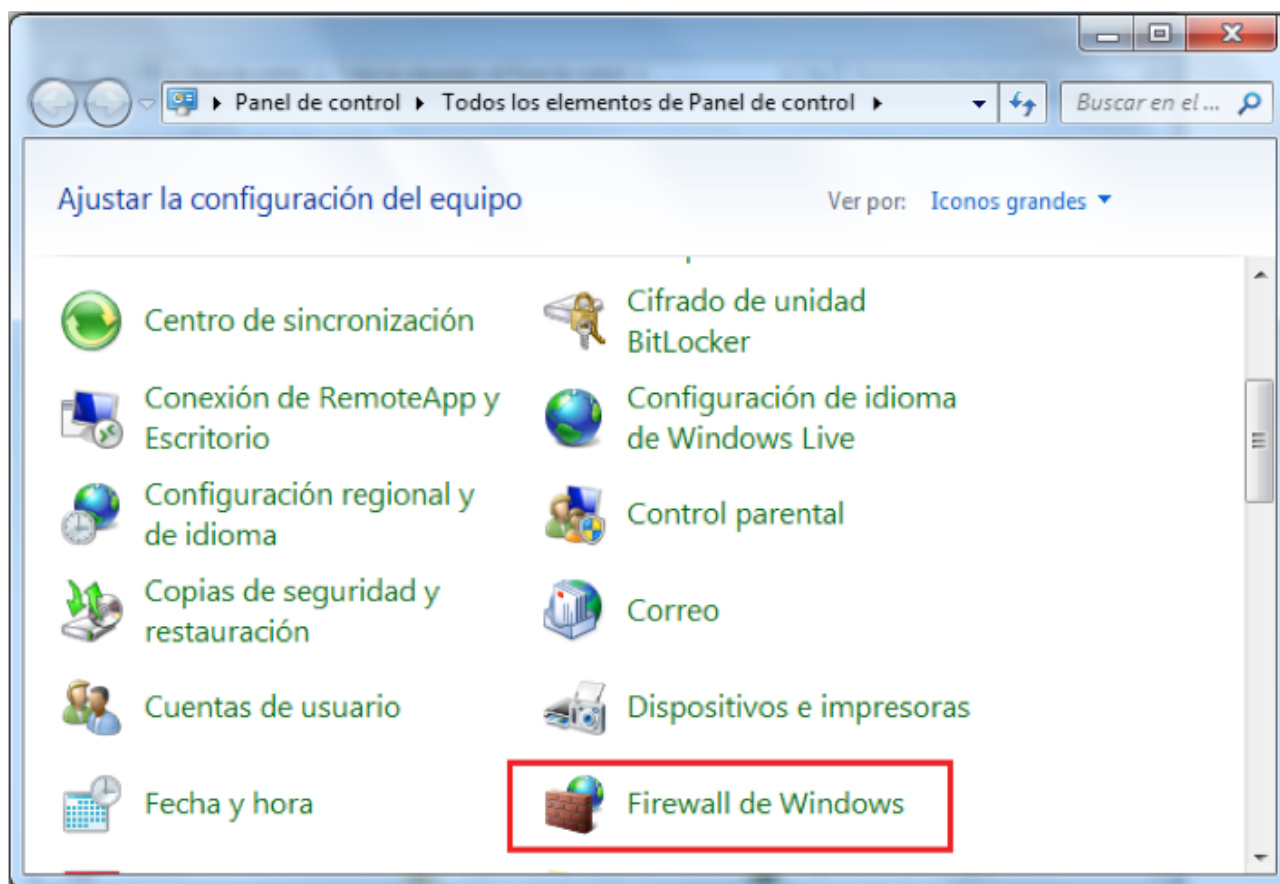 Panel de control Todos los elementos de Panel de control
Buscar en el ...
Ajustar la configuración del equipo
Ver por: Iconos grandes
Centro de sincronización
Cifrado de unidad
BitLocker
Conexión de RemoteApp y
Escritorio
Configuración de idioma
de Windows Live
Configuración regional y
de idioma
Control parental
Copias de seguridad y
restauración
Correo
Cuentas de usuario
Dispositivos e impresoras
Fecha y hora
Firewall de Windows